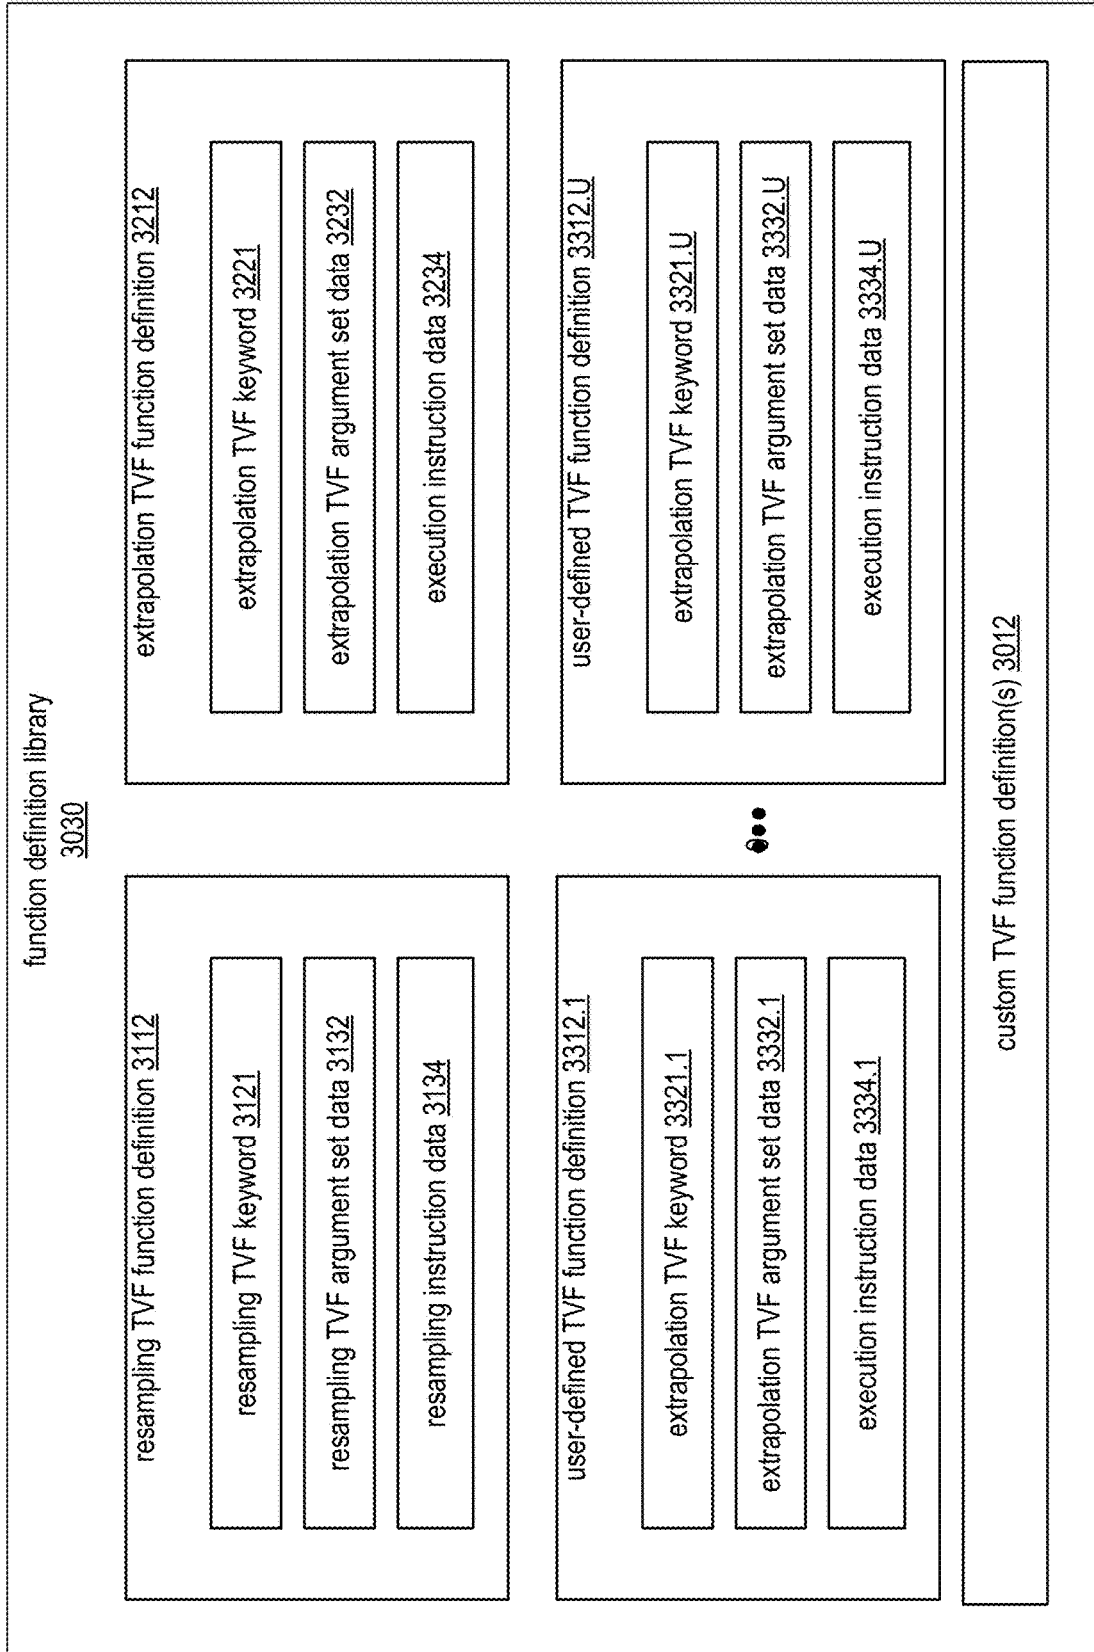 function definition library
3030
resampling TVF function definition 3112
resampling TVF keyword 3121
resampling TVF argument set data 3132
resampling instruction data 3134
extrapolation TVF function definition 3212
extrapolation TVF keyword 3221
extrapolation TVF argument set data 3232
execution instruction data 3234
user-defined TVF function definition 3312.1
extrapolation TVF keyword 3321.1
extrapolation TVF argument set data 3332.1
execution instruction data 3334.1
user-defined TVF function definition 3312.U
extrapolation TVF keyword 3321.U
extrapolation TVF argument set data 3332.U
execution instruction data 3334.U
custom TVF function definition(s) 3012